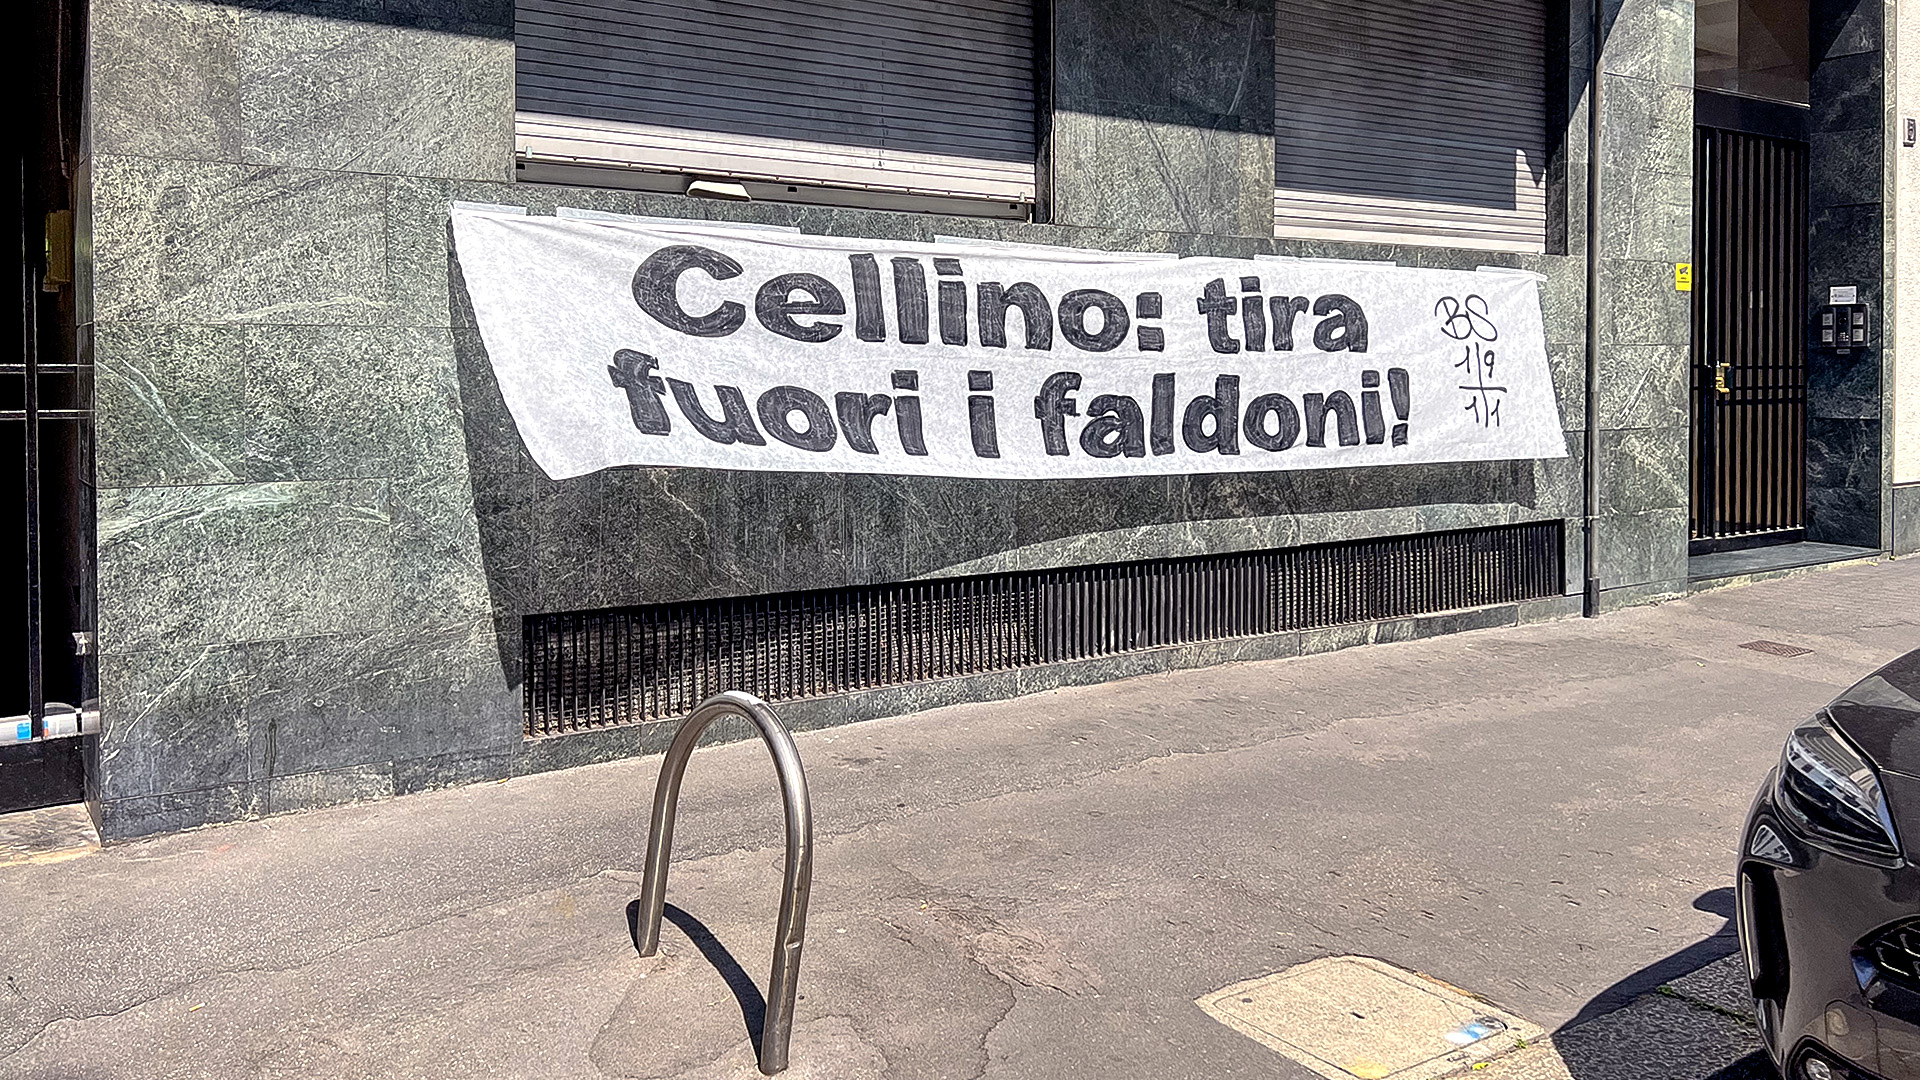 Cellino: tira
fuori i faldoni!
BS
1|9
1|1